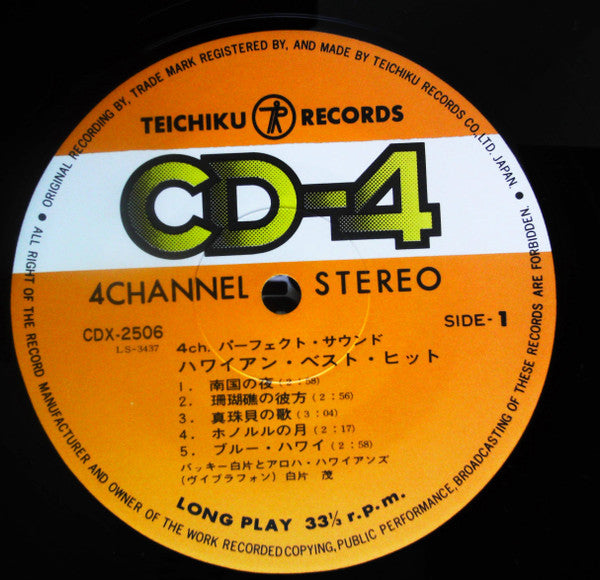 ORIGINAL RECORDING BY, TRADE MARK REGISTERED BY, AND MADE BY TEICHIKU RECORDS CO,LTD. JAPAN.
TEICHIKU RECORDS
CD-4
4CHANNEL STEREO
CDX-2506
LS-3437
SIDE-1
4ch. パーフェクト・サウンド
ハワイアン・ベスト・ヒット
1. 南国の夜(2:58)
2. 珊瑚礁の彼方(2:56)
3. 真珠貝の歌(3:04)
4. ホノルルの月(2:17)
5. ブルー・ハワイ(2:58)
バッキー白片とアロハ・ハワイアンズ
(ヴィブラフォン)白片 茂
LONG PLAY 33⅓ r.p.m.
ALL RIGHT OF THE RECORD MANUFACTURER AND OWNER OF THE WORK RECORDED COPYING, PUBLIC PERFORMANCE, BROADCASTING OF THESE RECORDS ARE FORBIDDEN.